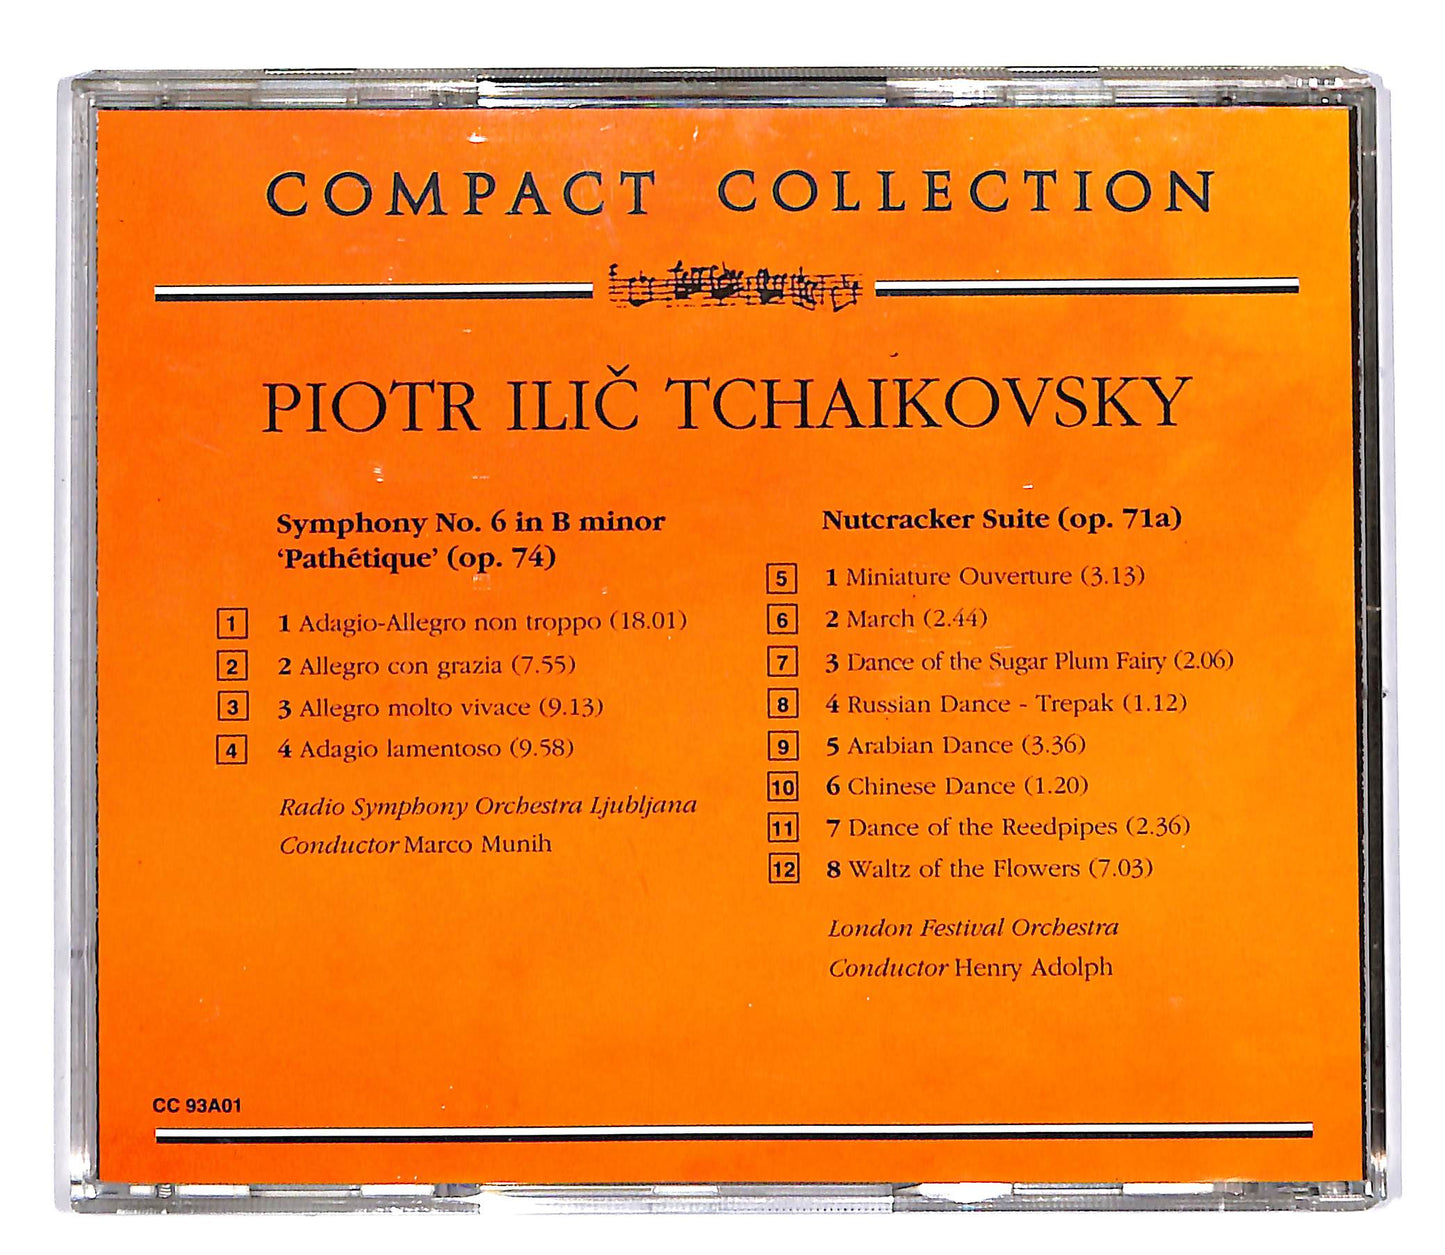 COMPACT COLLECTION
PIOTR ILIČ TCHAIKOVSKY
Symphony No. 6 in B minor
‘Pathétique’ (op. 74)
1 1 Adagio-Allegro non troppo (18.01)
2 2 Allegro con grazia (7.55)
3 3 Allegro molto vivace (9.13)
4 4 Adagio lamentoso (9.58)
Radio Symphony Orchestra Ljubljana
Conductor Marco Munih
Nutcracker Suite (op. 71a)
5 1 Miniature Ouverture (3.13)
6 2 March (2.44)
7 3 Dance of the Sugar Plum Fairy (2.06)
8 4 Russian Dance - Trepak (1.12)
9 5 Arabian Dance (3.36)
10 6 Chinese Dance (1.20)
11 7 Dance of the Reedpipes (2.36)
12 8 Waltz of the Flowers (7.03)
London Festival Orchestra
Conductor Henry Adolph
CC 93A01